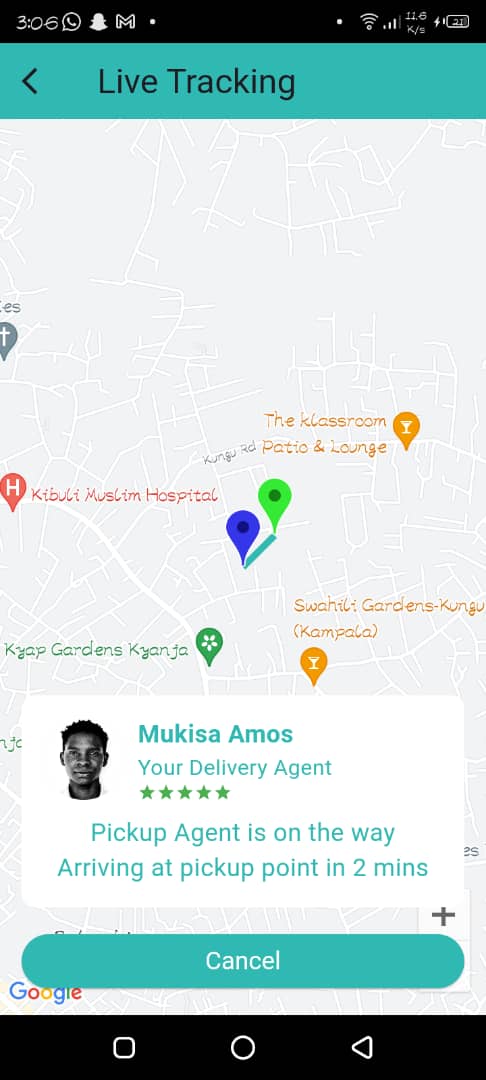 3:06
11.6
K/s
21
Live Tracking
es
The klassroom
Patio & Lounge
Kungu Rd
Kibuli Muslim Hospital
Swahili Gardens-Kungu
(Kampala)
Kyap Gardens Kyanja
Mukisa Amos
Your Delivery Agent
Pickup Agent is on the way
Arriving at pickup point in 2 mins
es
Cancel
Google